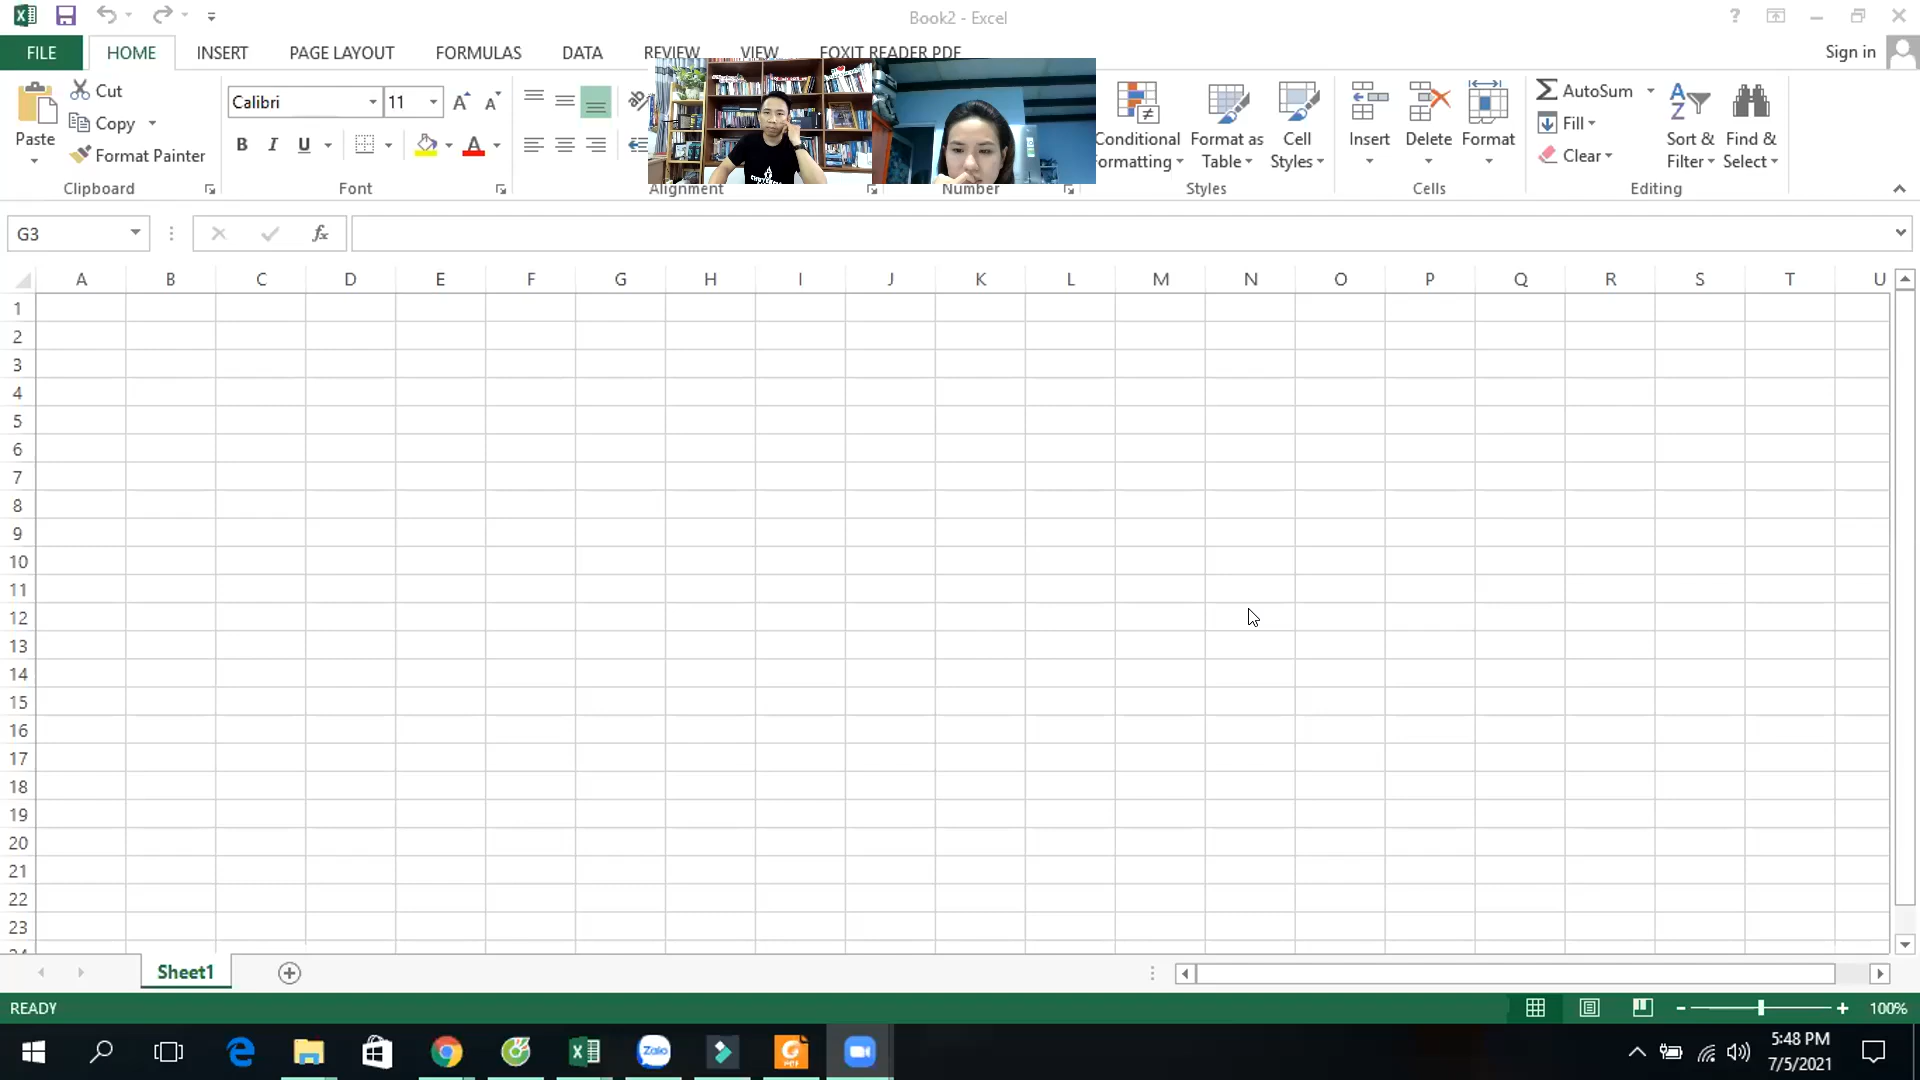 Book2 - Excel
?
FILE HOME INSERT PAGE LAYOUT FORMULAS DATA REVIEW VIEW FOXIT READER PDF Sign in
Paste
Cut
Copy
Format Painter
Clipboard
Calibri 11
B I U A
Font
Alignment
Number
Conditional
Formatting
Format as
Table
Cell
Styles
Styles
Insert
Delete
Format
Cells
AutoSum
Fill
Clear
Sort &
Filter
Find &
Select
Editing
G3
fx
A B C D E F G H I J K L M N O P Q R S T U
1
2
3
4
5
6
7
8
9
10
11
12
13
14
15
16
17
18
19
20
21
22
23
Sheet1
READY 100%
Zalo
PDF
5:48 PM
7/5/2021